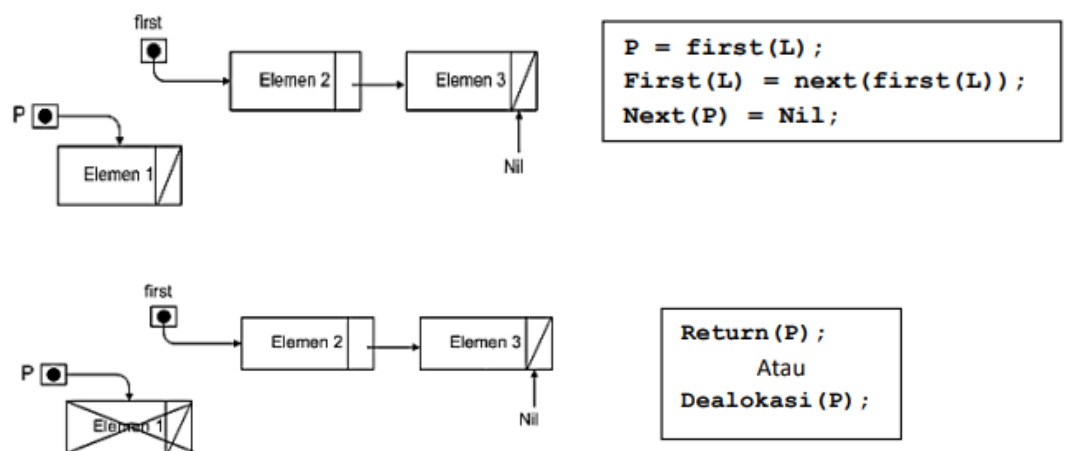 first
P
Elemen 1
Elemen 2
Elemen 3
Nil
P = first(L);
First(L) = next(first(L));
Next(P) = Nil;
first
P
Elemen 1
Elemen 2
Elemen 3
Nil
Return(P);
Atau
Dealokasi(P);